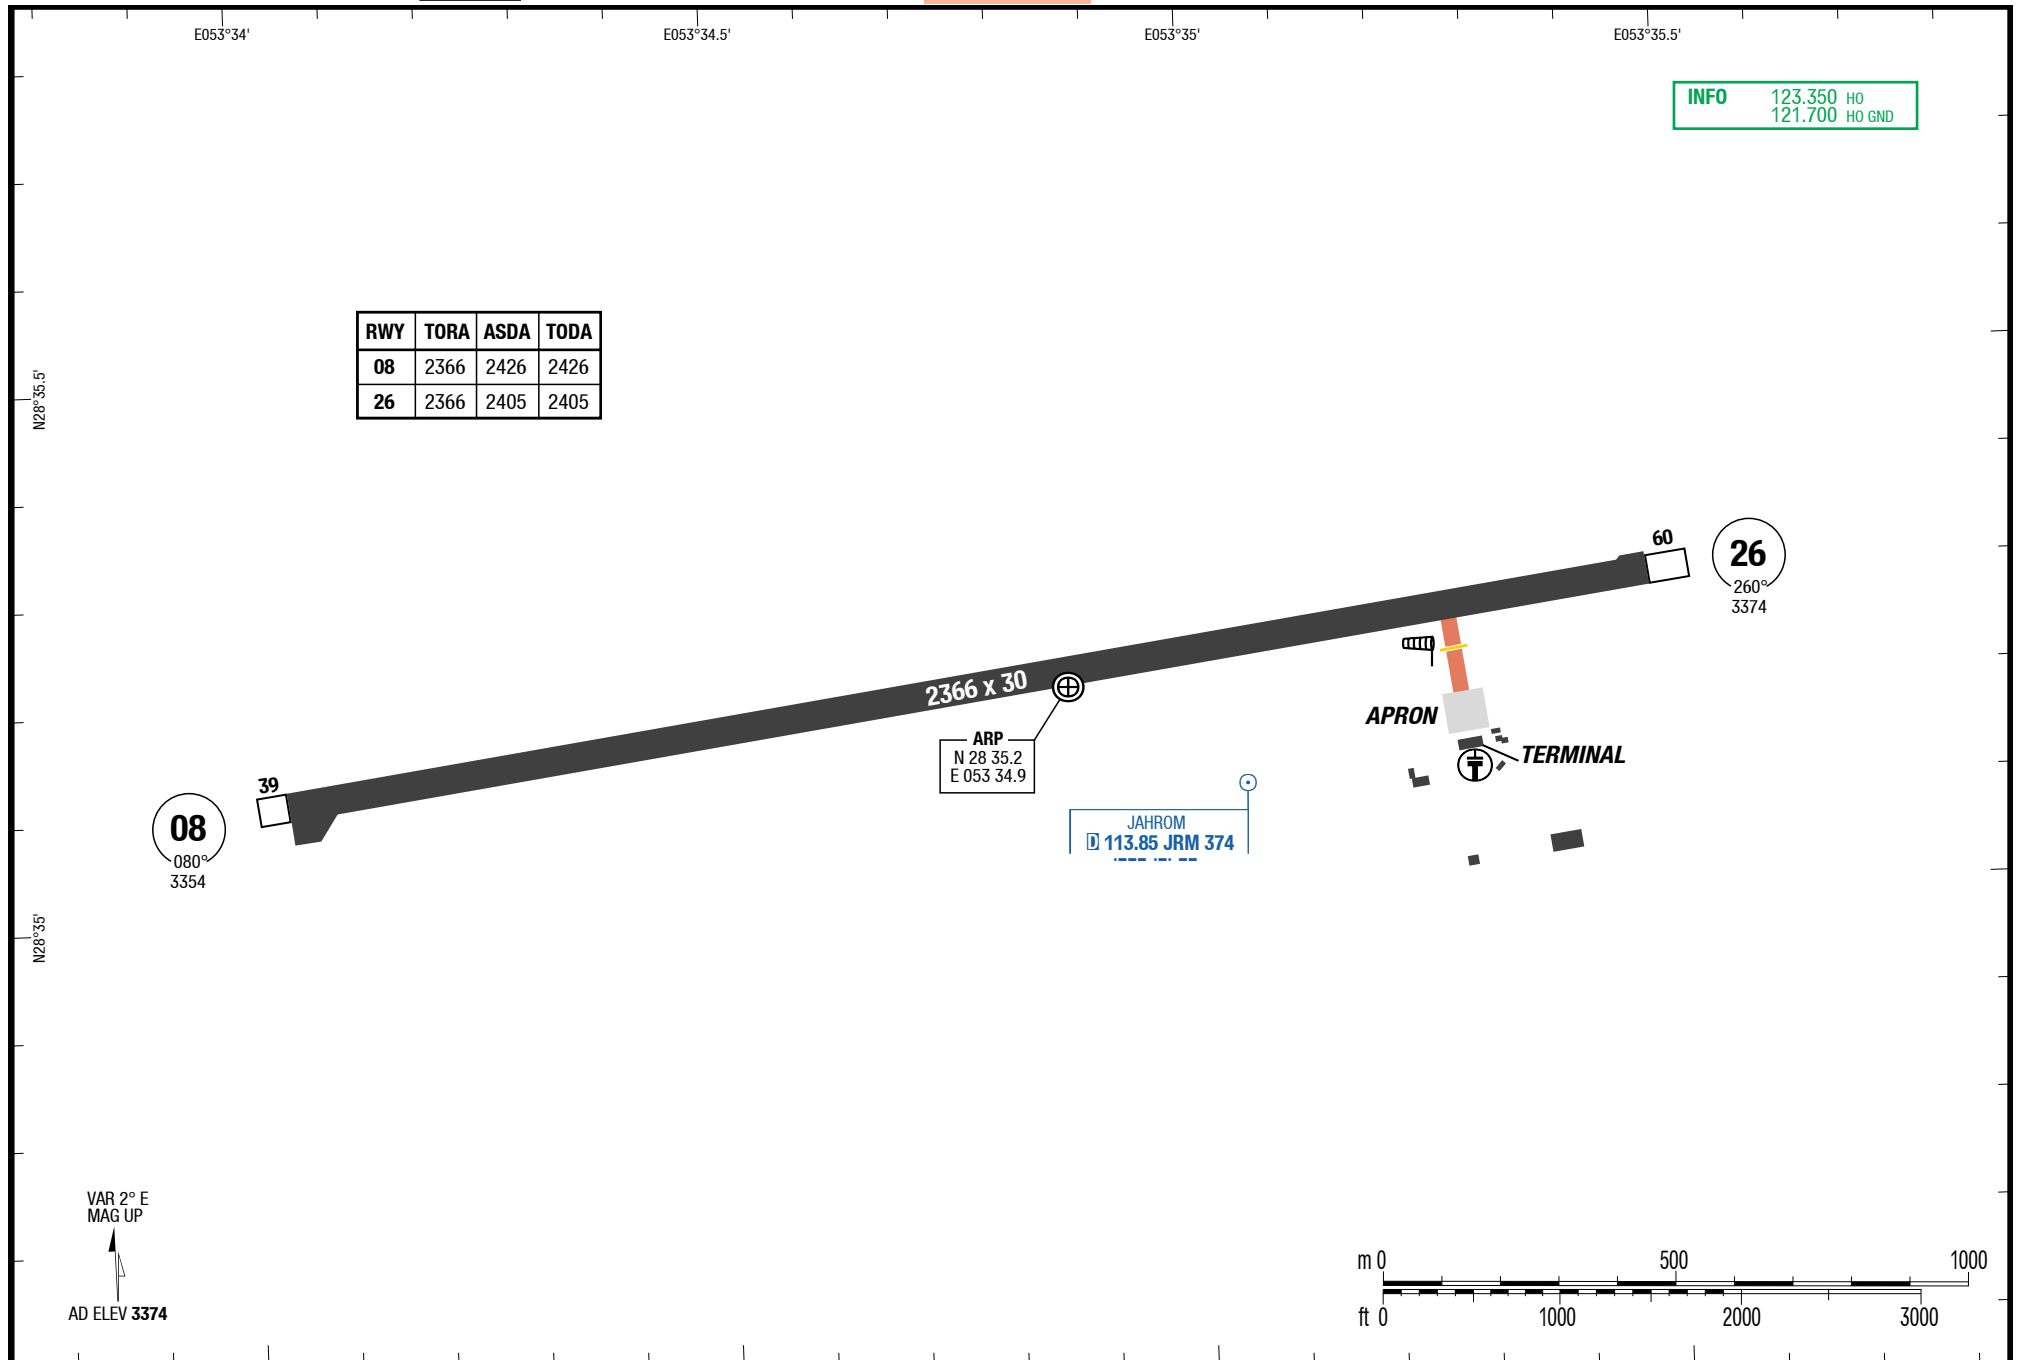 E053°34'
E053°34.5'
E053°35'
E053°35.5'
INFO 123.350 HO
121.700 HO GND
RWY TORA ASDA TODA
08 2366 2426 2426
26 2366 2405 2405
N28°35.5'
60
26
260°
3374
2366 x 30
APRON
ARP
N 28 35.2
E 053 34.9
TERMINAL
39
08
080°
3354
JAHROM
D 113.85 JRM 374
N28°35'
VAR 2° E
MAG UP
AD ELEV 3374
m 0 500 1000
ft 0 1000 2000 3000